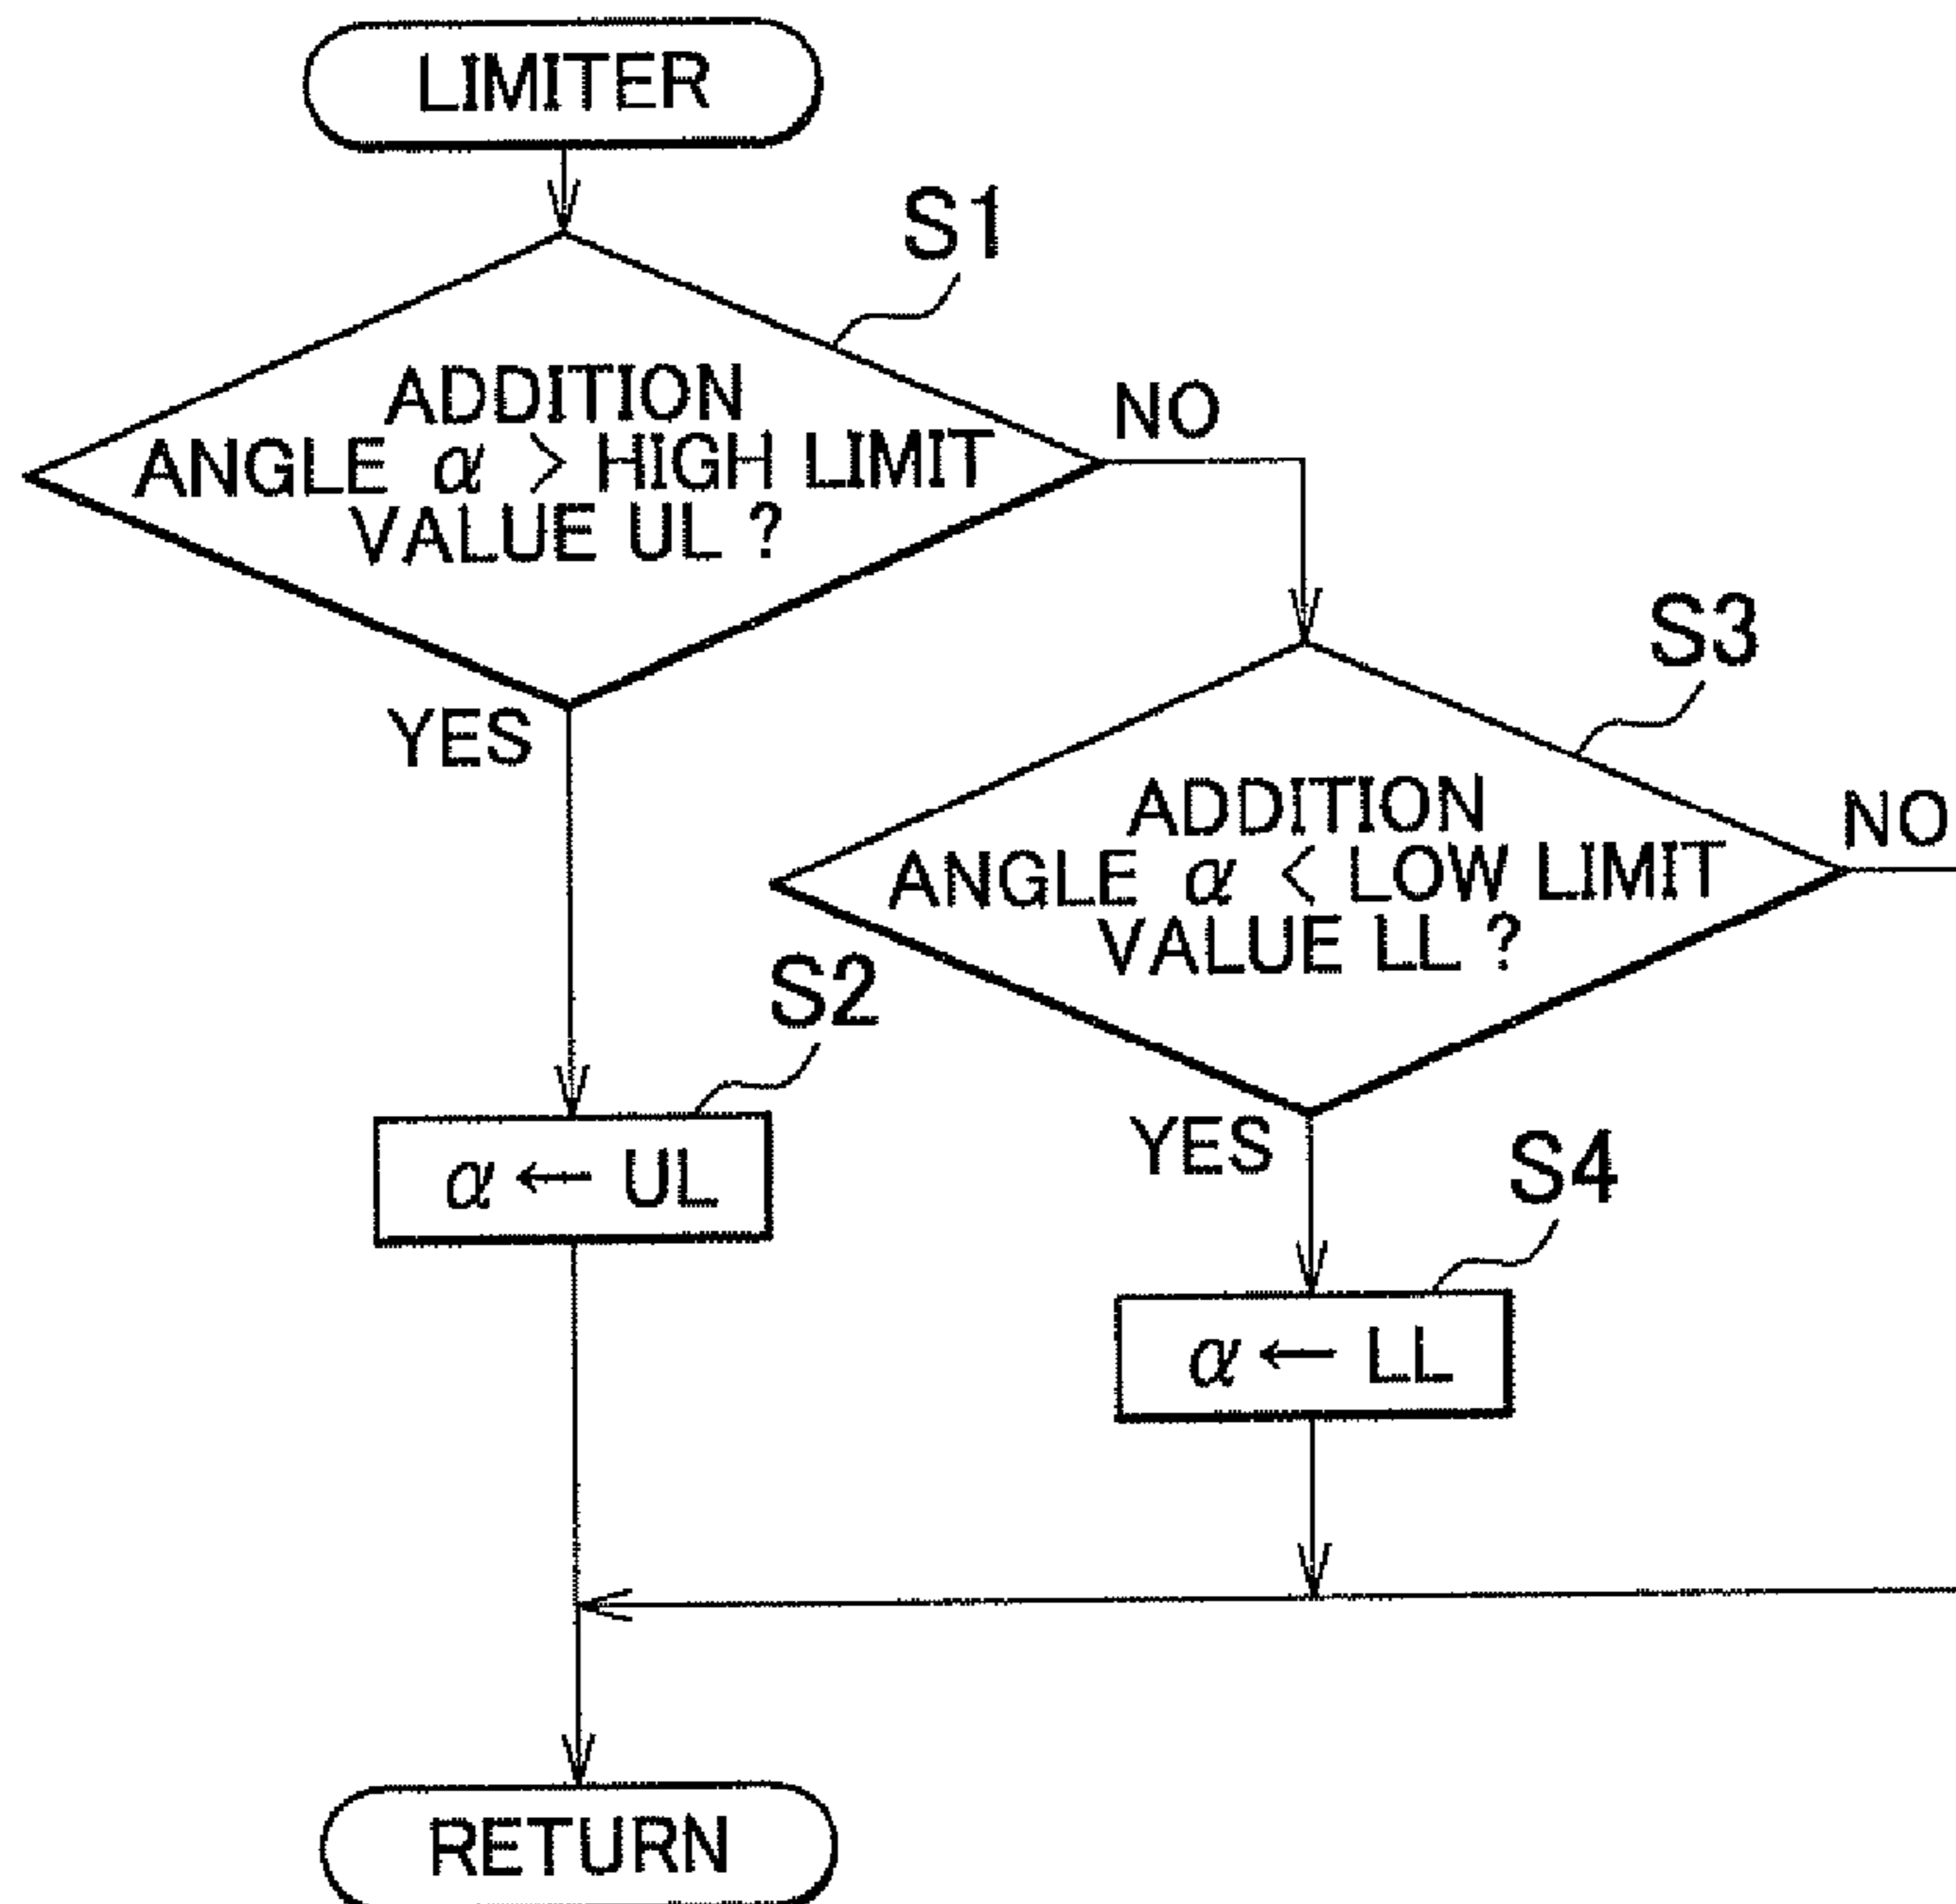 LIMITER
S1
ADDITION
ANGLE α > HIGH LIMIT
VALUE UL ?
NO
YES
S3
ADDITION
ANGLE α < LOW LIMIT
VALUE LL ?
NO
YES
S2
α ← UL
S4
α ← LL
RETURN